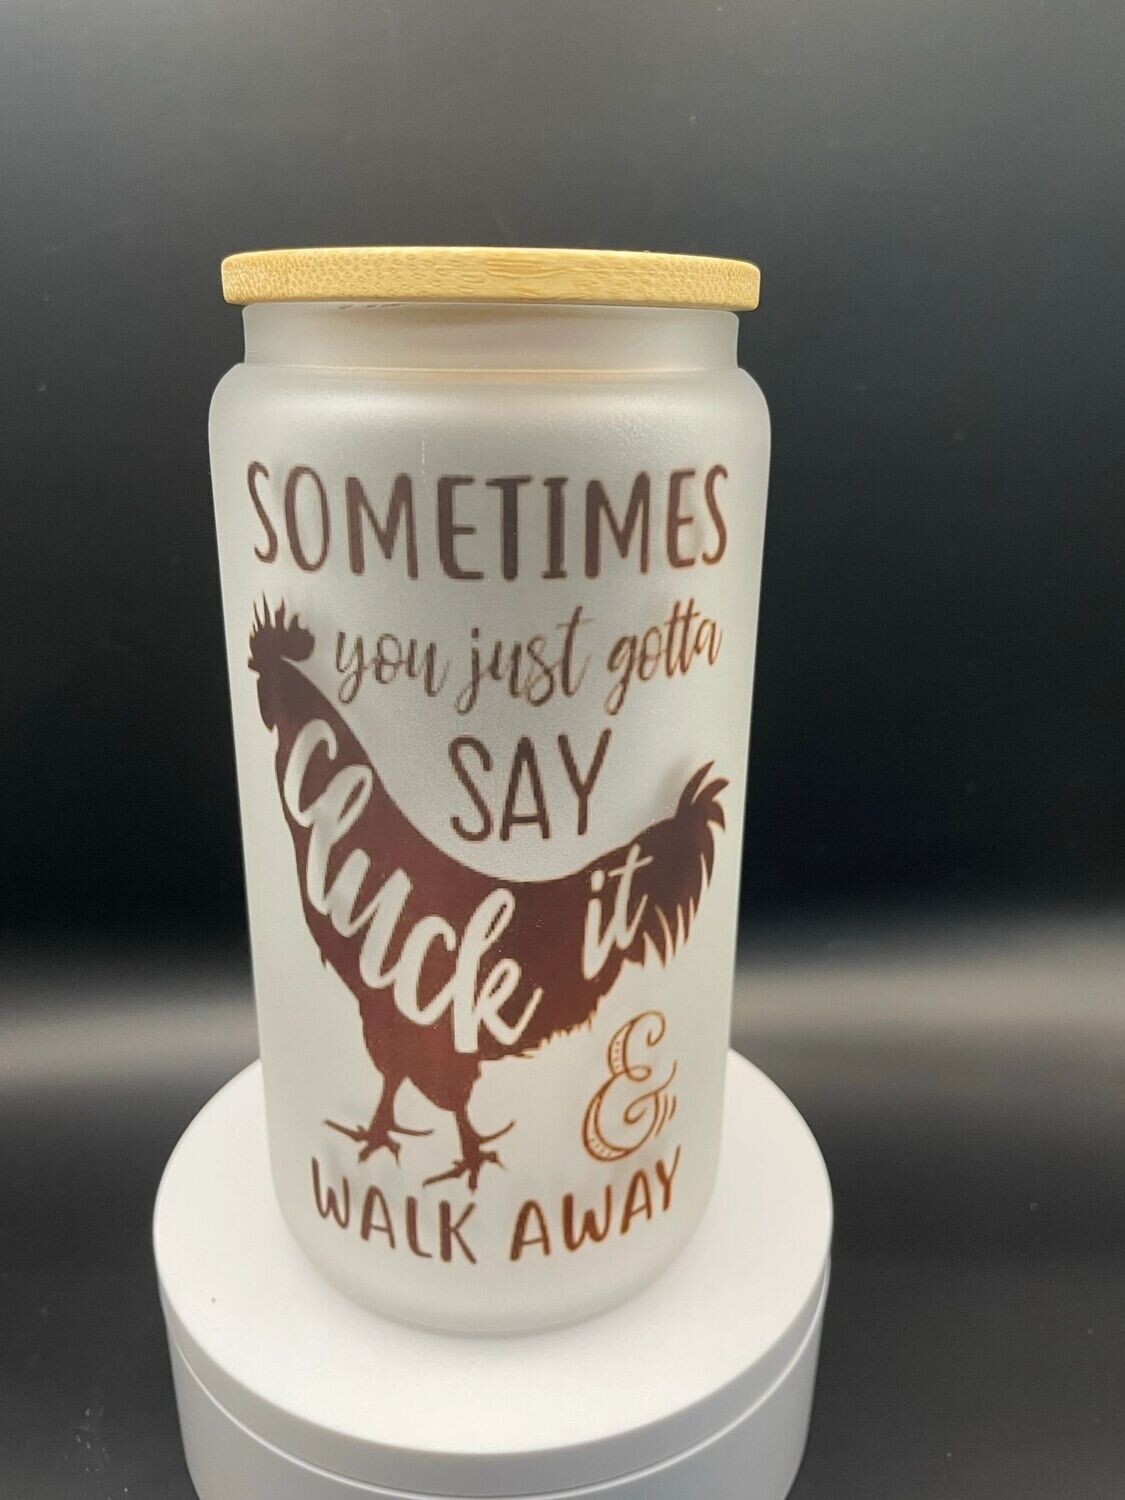 SOMETIMES
you just gotta
SAY
cluck it
&
WALK AWAY